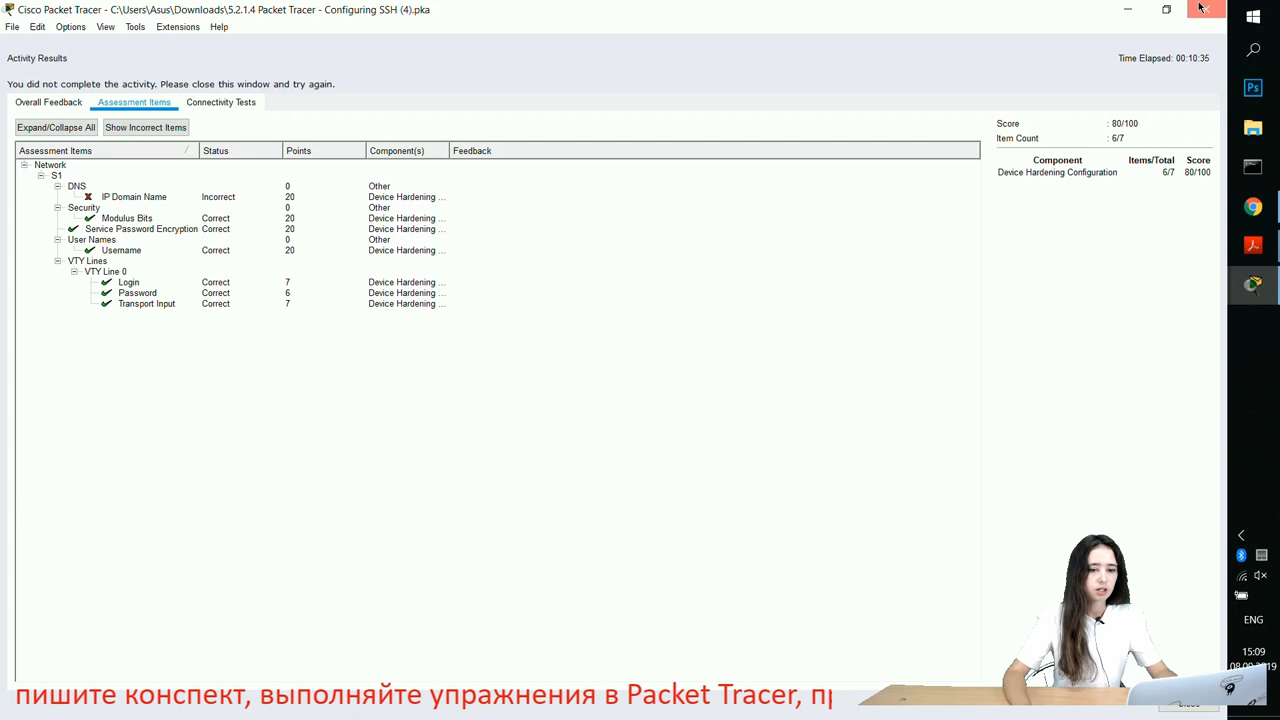 Cisco Packet Tracer - C:\Users\Asus\Downloads\5.2.1.4 Packet Tracer - Configuring SSH (4).pka
File Edit Options View Tools Extensions Help
Activity Results
Time Elapsed: 00:10:35
You did not complete the activity. Please close this window and try again.
Overall Feedback Assessment Items Connectivity Tests
Expand/Collapse All Show Incorrect Items
Assessment Items Status Points Component(s) Feedback
Network
S1
DNS 0 Other
IP Domain Name Incorrect 20 Device Hardening ...
Security 0 Other
Modulus Bits Correct 20 Device Hardening ...
Service Password Encryption Correct 20 Device Hardening ...
User Names 0 Other
Username Correct 20 Device Hardening ...
VTY Lines
VTY Line 0
Login Correct 7 Device Hardening ...
Password Correct 6 Device Hardening ...
Transport Input Correct 7 Device Hardening ...
Score : 80/100
Item Count : 6/7
Component Items/Total Score
Device Hardening Configuration 6/7 80/100
Ps
ENG
15:09
пишите конспект, выполняйте упражнения в Packet Tracer,